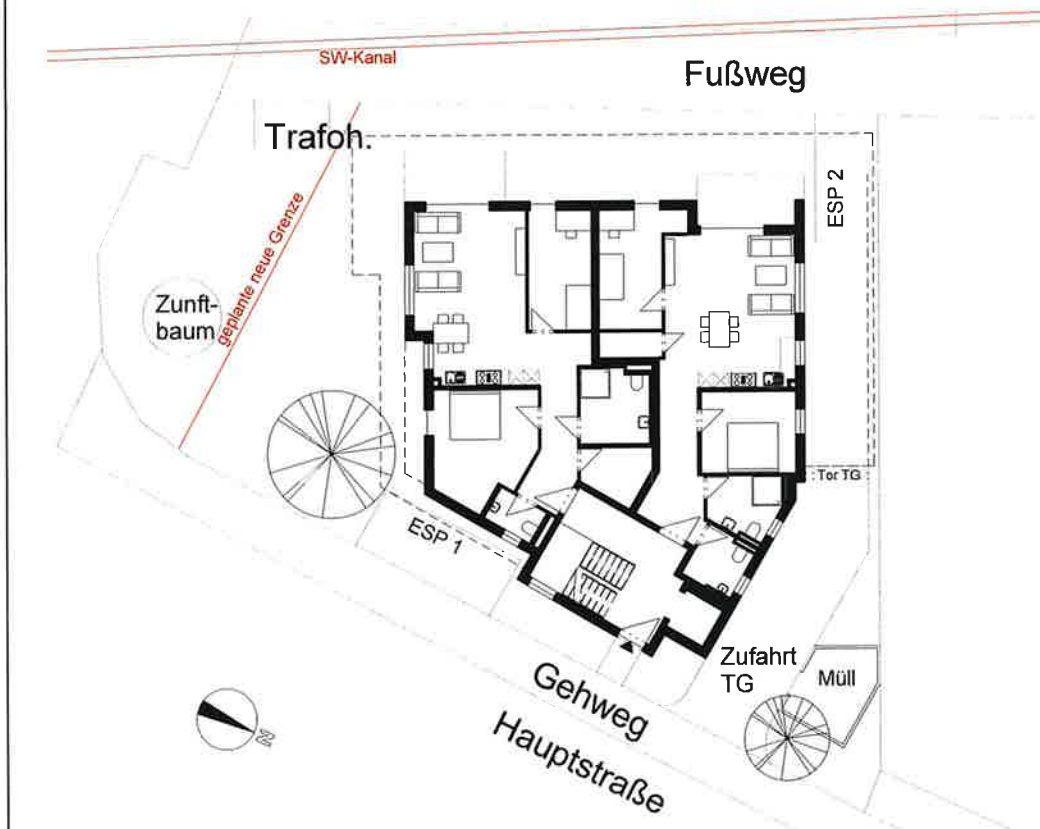 SW-Kanal
Fußweg
Trafoh.
ESP 2
geplante neue Grenze
Zunft-
baum
Tor TG
ESP 1
Zufahrt
TG
Müll
Gehweg
Hauptstraße
N